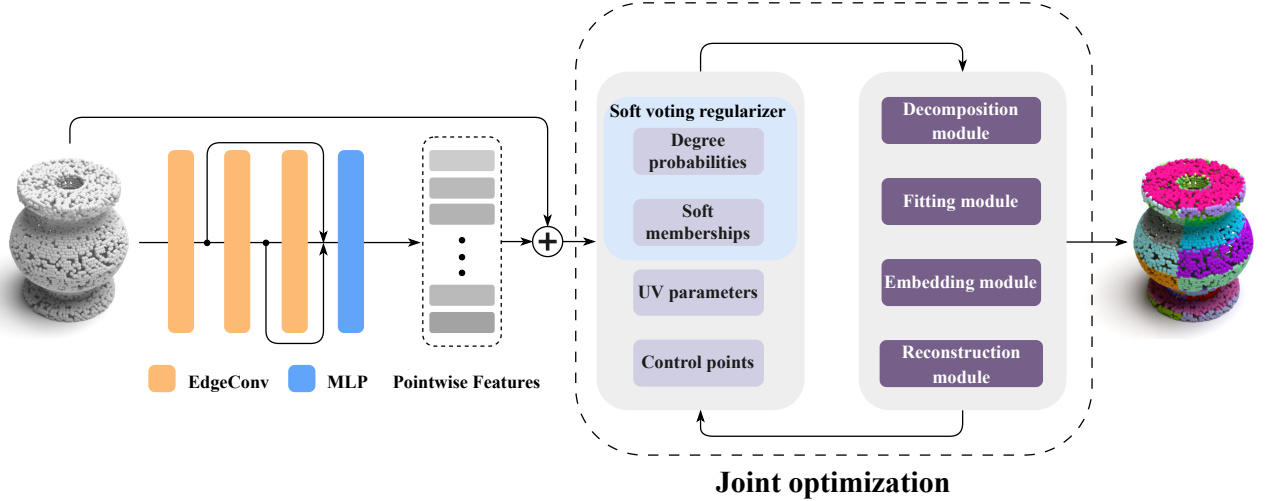 Soft voting regularizer
Degree
probabilities
Soft
memberships
UV parameters
Control points
Decomposition
module
Fitting module
Embedding module
Reconstruction
module
EdgeConv
MLP
Pointwise Features
Joint optimization